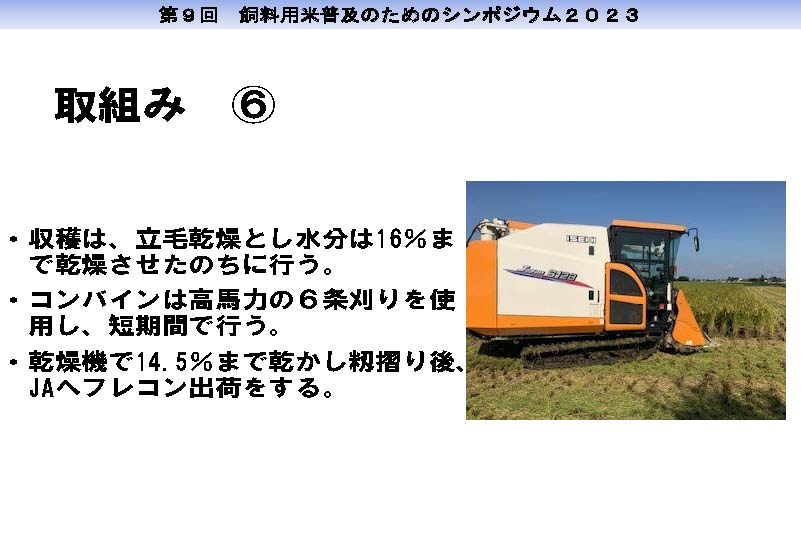 第９回　飼料用米普及のためのシンポジウム２０２３
取組み　⑥
・収穫は、立毛乾燥とし水分は16％ま
で乾燥させたのちに行う。
・コンバインは高馬力の６条刈りを使
用し、短期間で行う。
・乾燥機で14.5％まで乾かし籾摺り後、
JAへフレコン出荷をする。
ISEKI
6128